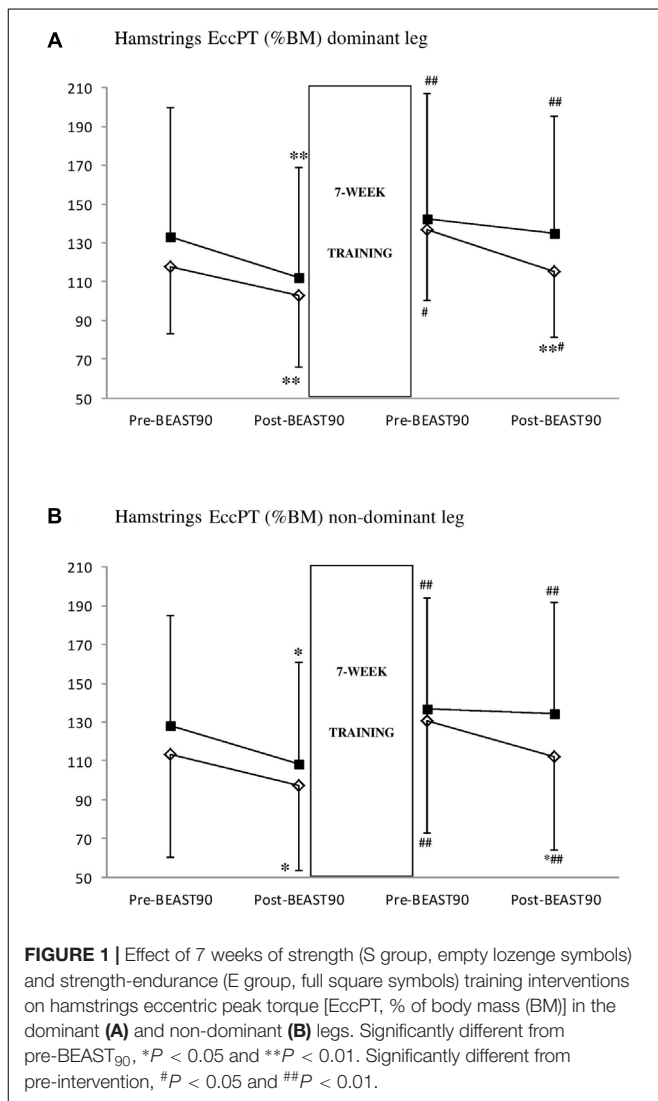 A Hamstrings EccPT (%BM) dominant leg
210
190
170
150
130
110
90
70
50
##
##
**
7-WEEK
TRAINING
#
**#
**
Pre-BEAST90 Post-BEAST90 Pre-BEAST90 Post-BEAST90
B Hamstrings EccPT (%BM) non-dominant leg
210
190
170
150
130
110
90
70
50
##
##
*
7-WEEK
TRAINING
##
*##
*
Pre-BEAST90 Post-BEAST90 Pre-BEAST90 Post-BEAST90
FIGURE 1 | Effect of 7 weeks of strength (S group, empty lozenge symbols)
and strength-endurance (E group, full square symbols) training interventions
on hamstrings eccentric peak torque [EccPT, % of body mass (BM)] in the
dominant (A) and non-dominant (B) legs. Significantly different from
pre-BEAST90, *P < 0.05 and **P < 0.01. Significantly different from
pre-intervention, #P < 0.05 and ##P < 0.01.